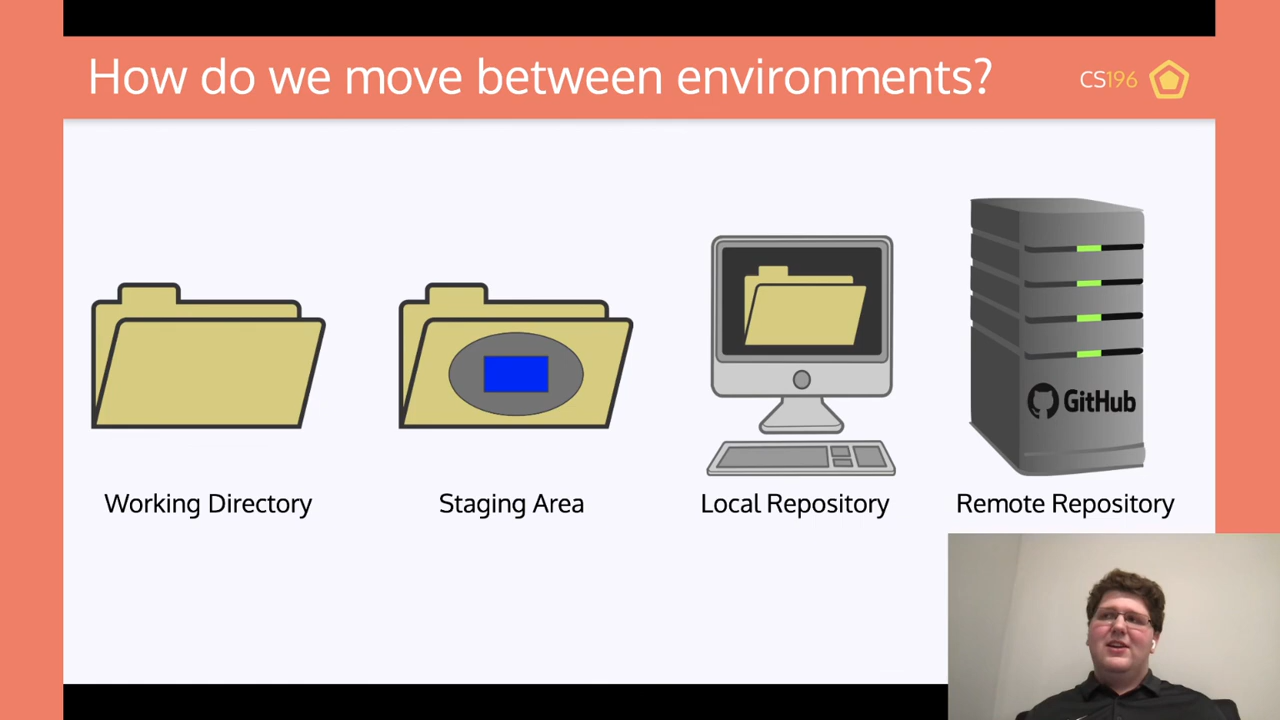 How do we move between environments?
CS196
GitHub
Working Directory
Staging Area
Local Repository
Remote Repository